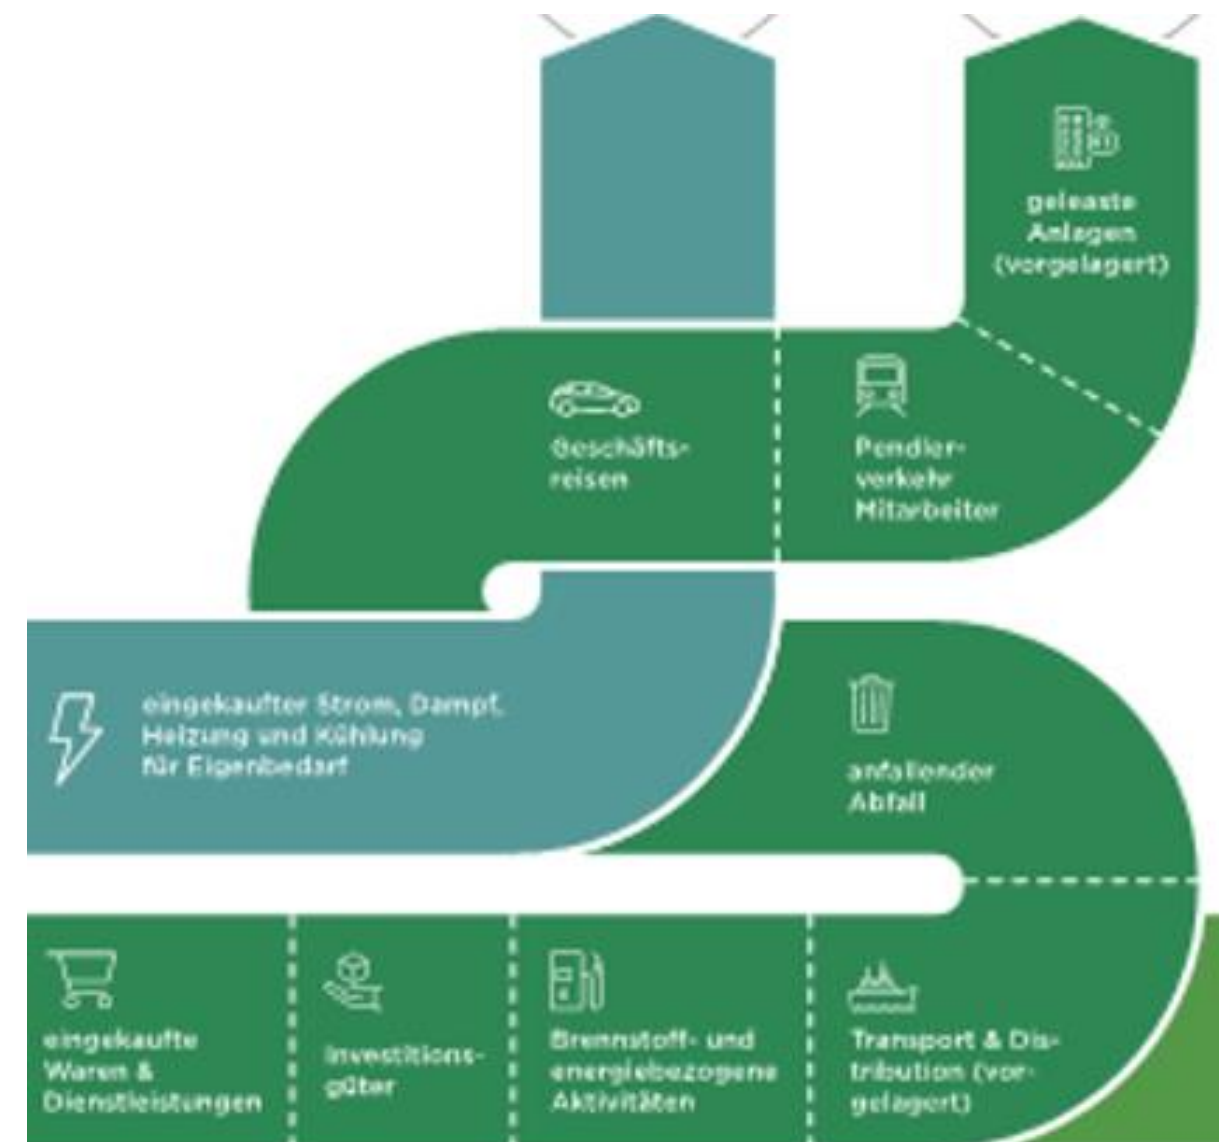 geleaste
Anlagen
(vorgelagert)
Geschäfts-
reisen
Pendler-
verkehr
Mitarbeiter
eingekaufter Strom, Dampf,
Heizung und Kühlung
für Eigenbedarf
anfallender
Abfall
eingekaufte
Waren &
Dienstleistungen
Investitions-
güter
Brennstoff- und
energiebezogene
Aktivitäten
Transport & Dis-
tribution (vor-
gelagert)